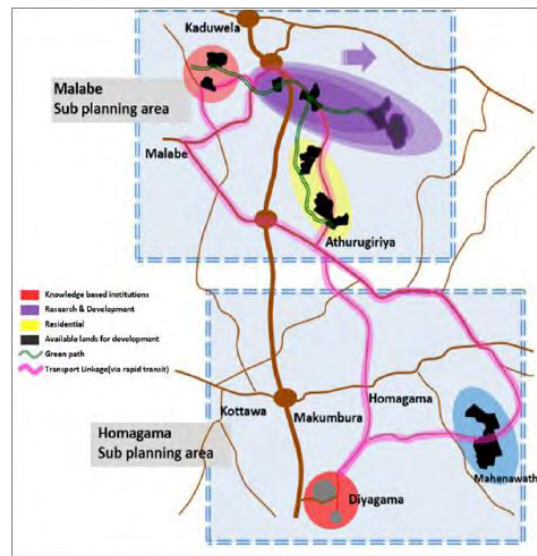 Kaduwela
Malabe
Sub planning area
Malabe
Athurugiriya
Knowledge based institutions
Research & Development
Residential
Available lands for development
Green path
Transport Linkage(via rapid transit)
Kottawa
Makumbura
Homagama
Homagama
Sub planning area
Mahenawath
Diyagama